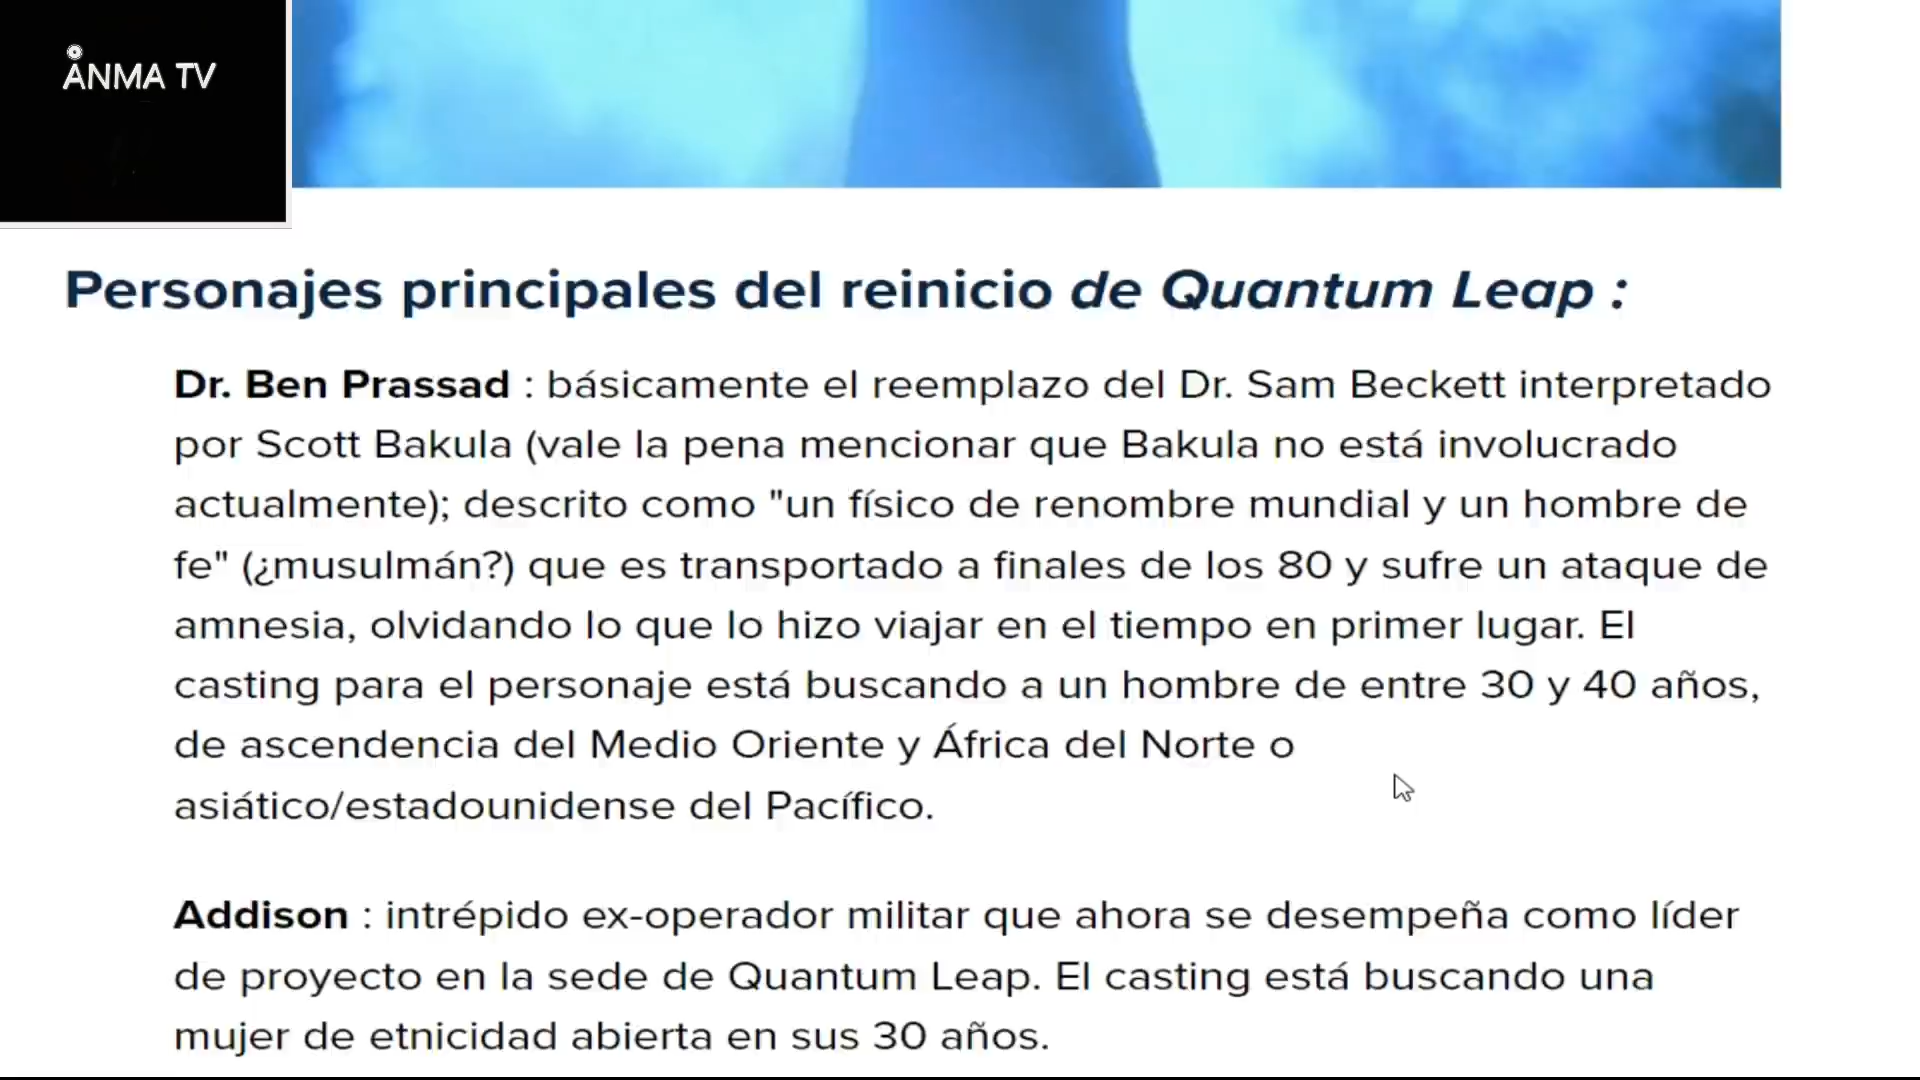 ANMA TV
Personajes principales del reinicio de Quantum Leap :
Dr. Ben Prassad : básicamente el reemplazo del Dr. Sam Beckett interpretado
por Scott Bakula (vale la pena mencionar que Bakula no está involucrado
actualmente); descrito como "un físico de renombre mundial y un hombre de
fe" (¿musulmán?) que es transportado a finales de los 80 y sufre un ataque de
amnesia, olvidando lo que lo hizo viajar en el tiempo en primer lugar. El
casting para el personaje está buscando a un hombre de entre 30 y 40 años,
de ascendencia del Medio Oriente y África del Norte o
asiático/estadounidense del Pacífico.
Addison : intrépido ex-operador militar que ahora se desempeña como líder
de proyecto en la sede de Quantum Leap. El casting está buscando una
mujer de etnicidad abierta en sus 30 años.